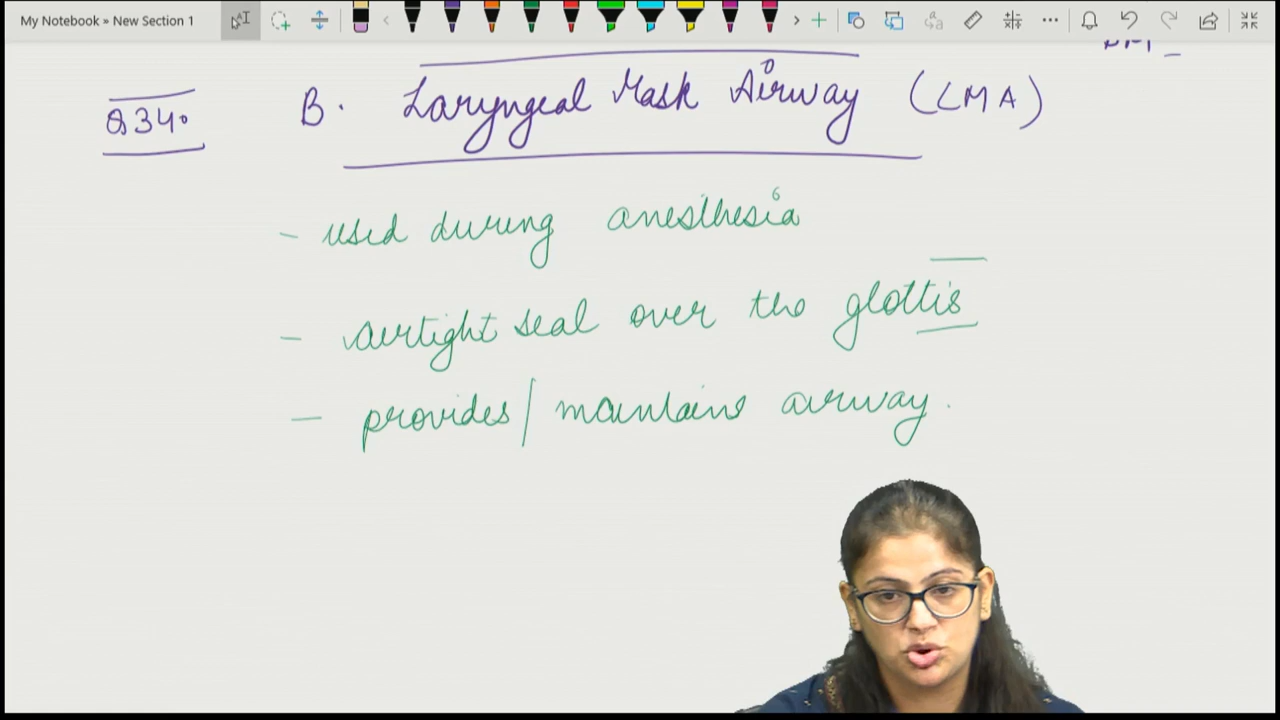 My Notebook » New Section 1
Q340 B. Laryngeal Mask Airway (LMA)
- used during anesthesia
- airtight seal over the glottis
- provides/maintains airway.